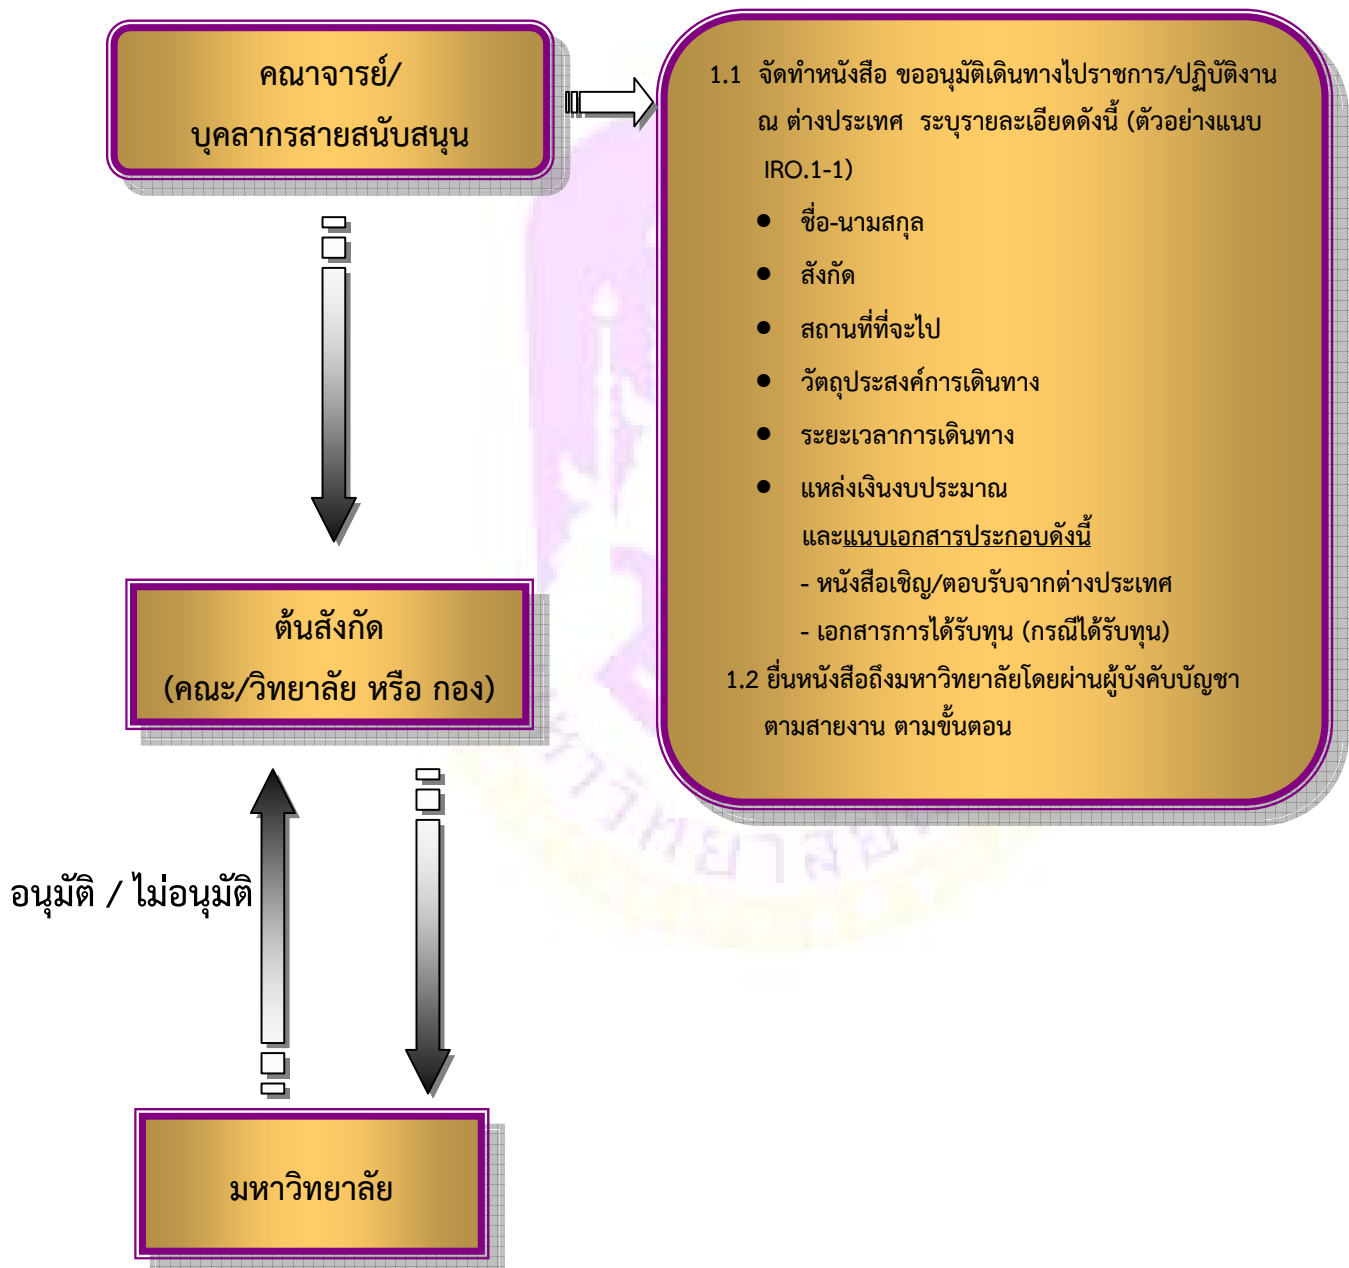 คณาจารย์/
บุคลากรสายสนับสนุน
1.1 จัดทำหนังสือ ขออนุมัติเดินทางไปราชการ/ปฏิบัติงาน
ณ ต่างประเทศ ระบุรายละเอียดดังนี้ (ตัวอย่างแนบ
IRO.1-1)
● ชื่อ-นามสกุล
● สังกัด
● สถานที่ที่จะไป
● วัตถุประสงค์การเดินทาง
● ระยะเวลาการเดินทาง
● แหล่งเงินงบประมาณ
และแนบเอกสารประกอบดังนี้
- หนังสือเชิญ/ตอบรับจากต่างประเทศ
- เอกสารการได้รับทุน (กรณีได้รับทุน)
1.2 ยื่นหนังสือถึงมหาวิทยาลัยโดยผ่านผู้บังคับบัญชา
ตามสายงาน ตามขั้นตอน
ต้นสังกัด
(คณะ/วิทยาลัย หรือ กอง)
อนุมัติ / ไม่อนุมัติ
มหาวิทยาลัย